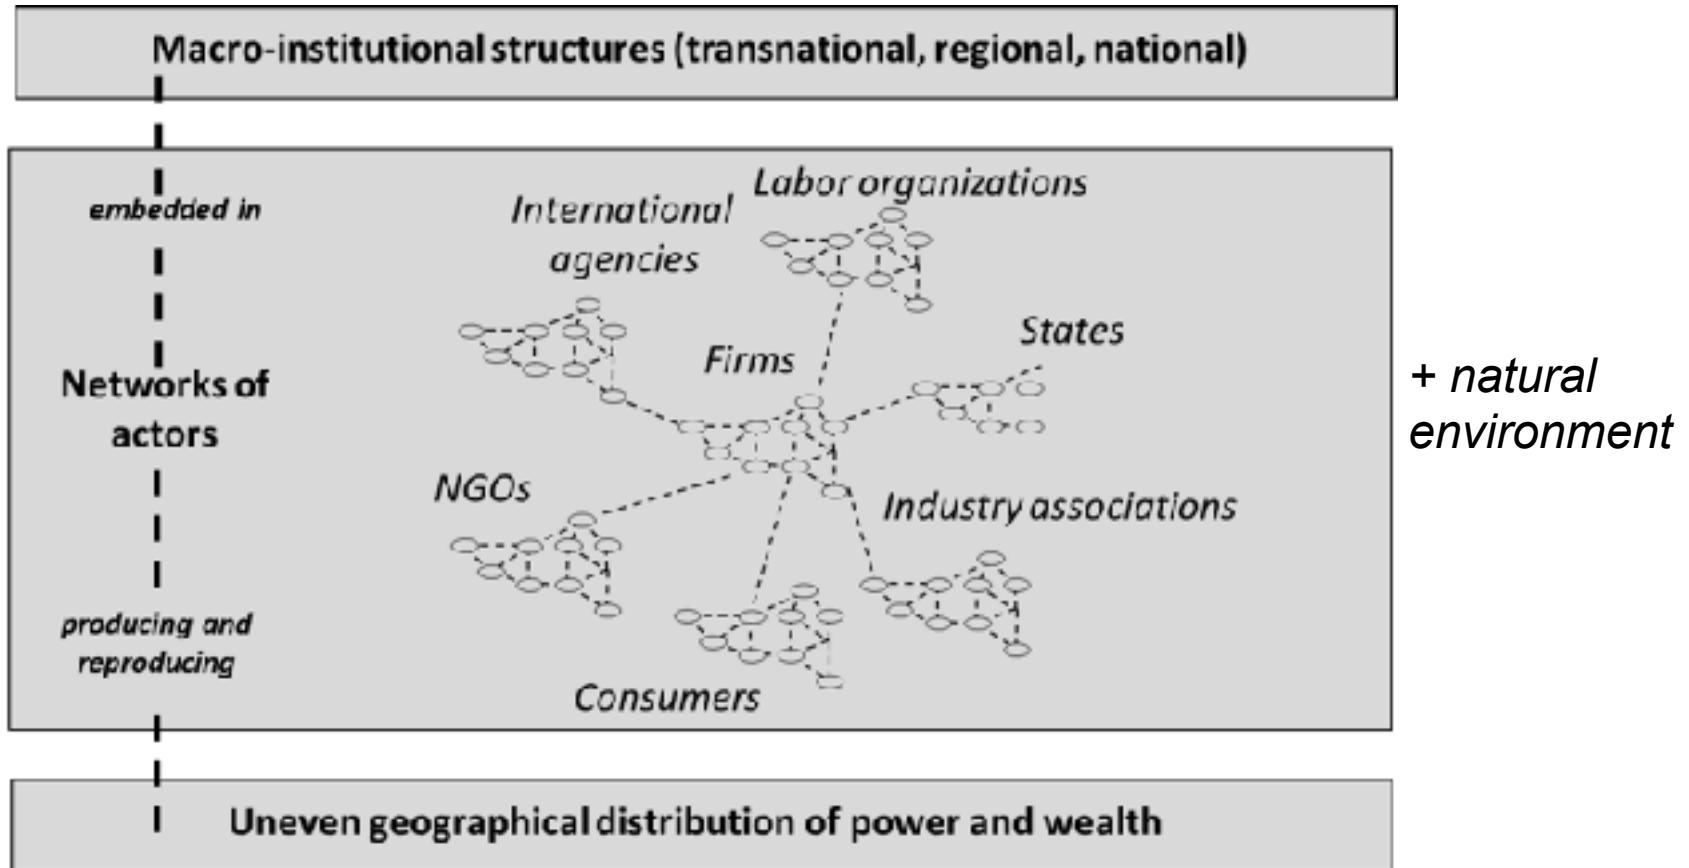 Macro-institutional structures (transnational, regional, national)
embedded in
Networks of
actors
producing and
reproducing
International
agencies
Labor organizations
Firms
States
NGOs
Industry associations
Consumers
+ natural
environment
Uneven geographical distribution of power and wealth